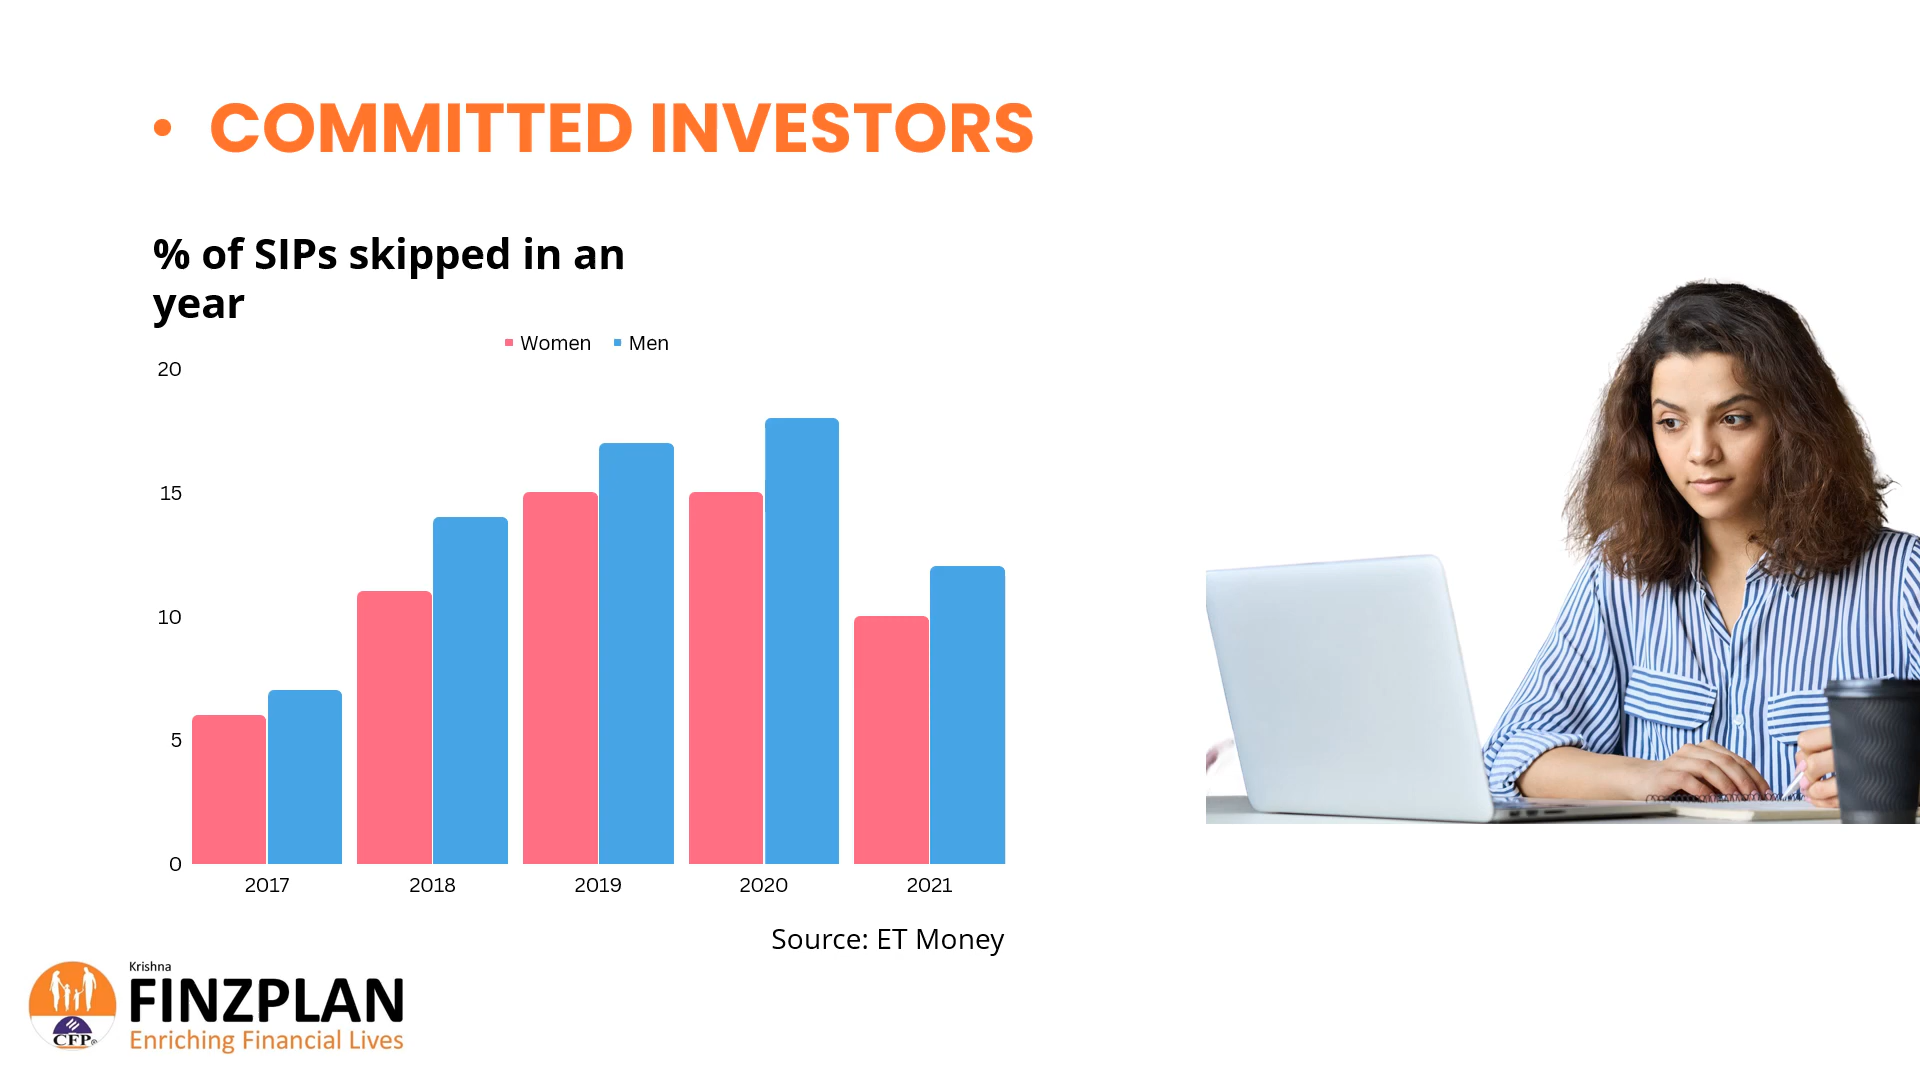 • COMMITTED INVESTORS
% of SIPs skipped in an
year
Women Men
20
15
10
5
0
2017 2018 2019 2020 2021
Source: ET Money
Krishna
FINZPLAN
Enriching Financial Lives
CFP®